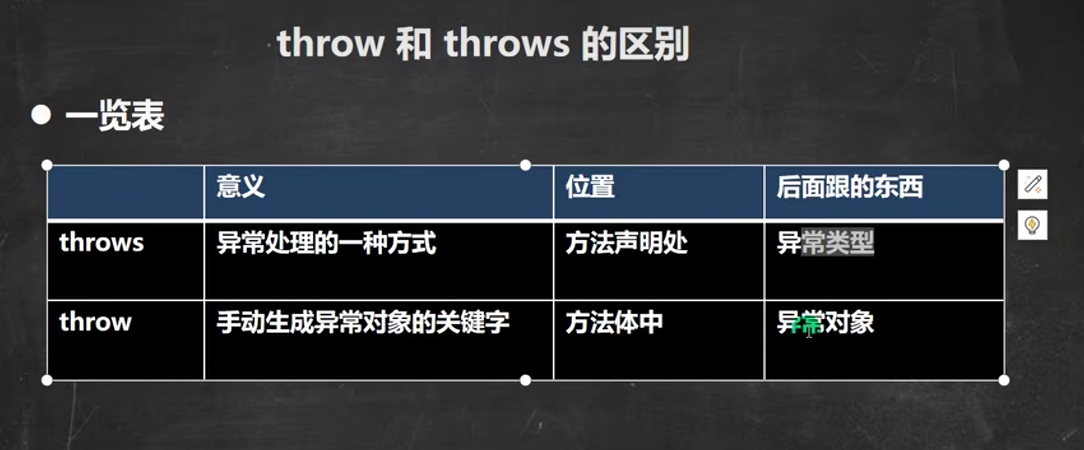 throw 和 throws 的区别
一览表
意义 位置 后面跟的东西
throws 异常处理的一种方式 方法声明处 异常类型
throw 手动生成异常对象的关键字 方法体中 异常对象